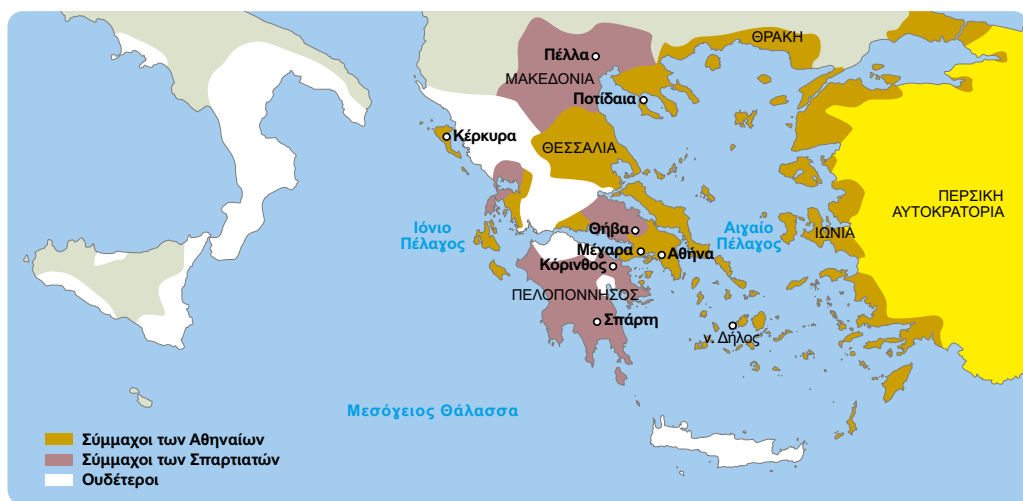 ΘΡΑΚΗ
Πέλλα
ΜΑΚΕΔΟΝΙΑ
Ποτίδαια
Κέρκυρα
ΘΕΣΣΑΛΙΑ
ΠΕΡΣΙΚΗ
ΑΥΤΟΚΡΑΤΟΡΙΑ
Ιόνιο
Πέλαγος
Θήβα
Αιγαίο
Πέλαγος
ΙΩΝΙΑ
Μέγαρα
Αθήνα
Κόρινθος
ΠΕΛΟΠΟΝΝΗΣΟΣ
Σπάρτη
ν. Δήλος
Μεσόγειος Θάλασσα
Σύμμαχοι των Αθηναίων
Σύμμαχοι των Σπαρτιατών
Ουδέτεροι